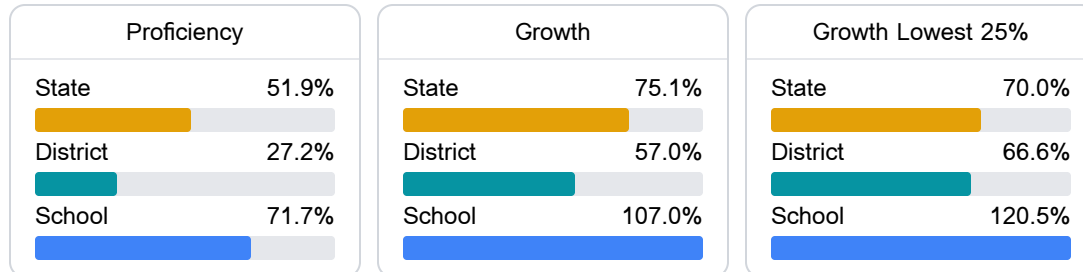 Proficiency
State 51.9%
District 27.2%
School 71.7%
Growth
State 75.1%
District 57.0%
School 107.0%
Growth Lowest 25%
State 70.0%
District 66.6%
School 120.5%